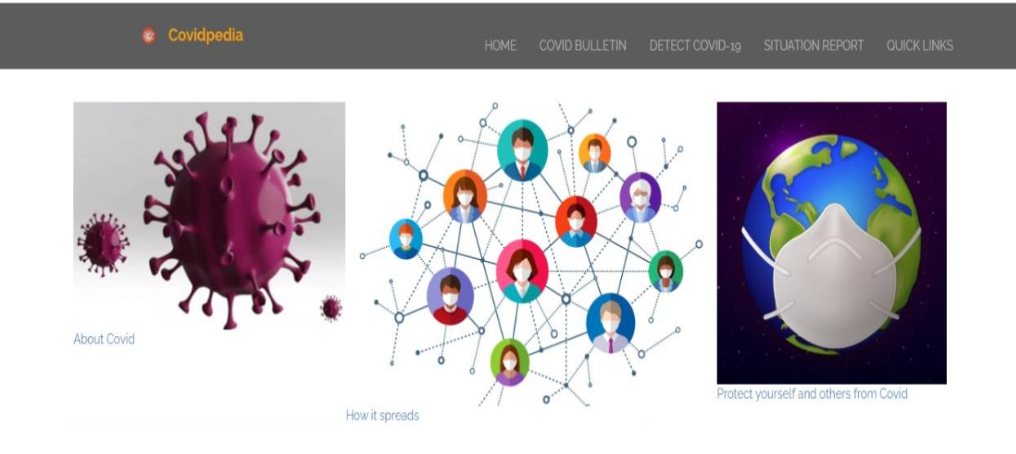 Covidpedia
HOME COVID BULLETIN DETECT COVID-19 SITUATION REPORT QUICK LINKS
About Covid
How it spreads
Protect yourself and others from Covid